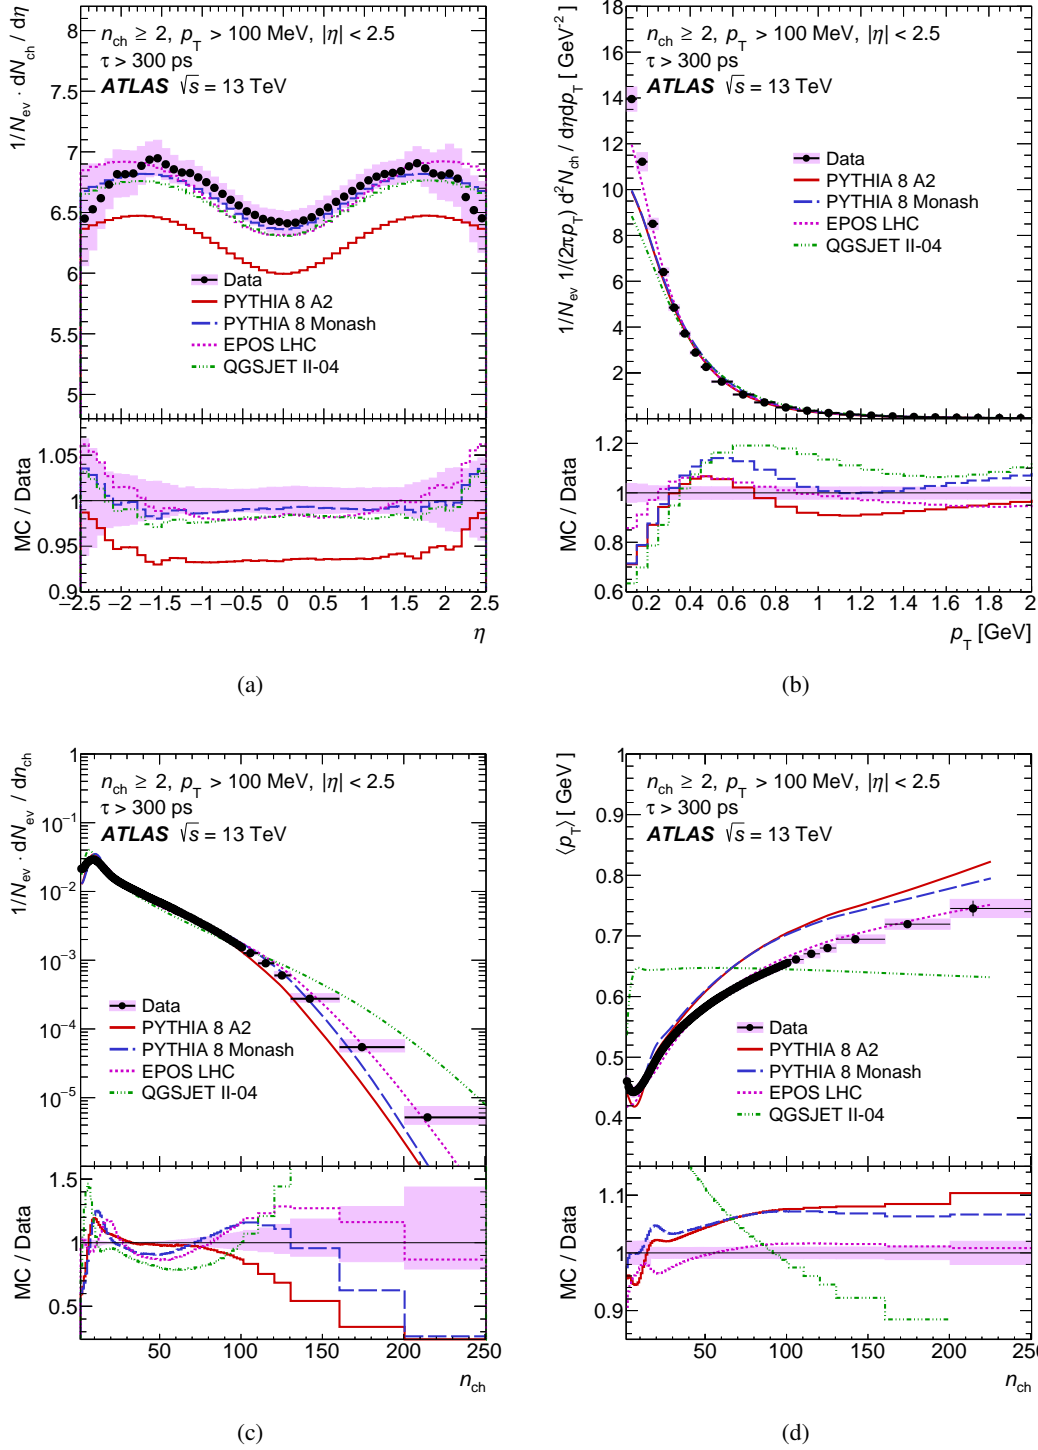 1/N_ev · dN_ch / dη
n_ch ≥ 2, p_T > 100 MeV, |η| < 2.5
τ > 300 ps
ATLAS √s = 13 TeV
8
7.5
7
6.5
6
5.5
5
Data
PYTHIA 8 A2
PYTHIA 8 Monash
EPOS LHC
QGSJET II-04
MC / Data
1.05
1
0.95
0.9
−2.5 −2 −1.5 −1 −0.5 0 0.5 1 1.5 2 2.5
η
(a)
1/N_ev 1/(2πp_T) d²N_ch / dηdp_T [ GeV⁻² ]
n_ch ≥ 2, p_T > 100 MeV, |η| < 2.5
τ > 300 ps
ATLAS √s = 13 TeV
18
16
14
12
10
8
6
4
2
Data
PYTHIA 8 A2
PYTHIA 8 Monash
EPOS LHC
QGSJET II-04
MC / Data
1.2
1
0.8
0.6
0.2 0.4 0.6 0.8 1 1.2 1.4 1.6 1.8 2
p_T [GeV]
(b)
1/N_ev · dN_ev / dn_ch
n_ch ≥ 2, p_T > 100 MeV, |η| < 2.5
τ > 300 ps
ATLAS √s = 13 TeV
1
10⁻¹
10⁻²
10⁻³
10⁻⁴
10⁻⁵
Data
PYTHIA 8 A2
PYTHIA 8 Monash
EPOS LHC
QGSJET II-04
MC / Data
1.5
1
0.5
50 100 150 200 250
n_ch
(c)
⟨p_T⟩ [ GeV ]
n_ch ≥ 2, p_T > 100 MeV, |η| < 2.5
τ > 300 ps
ATLAS √s = 13 TeV
1
0.9
0.8
0.7
0.6
0.5
0.4
Data
PYTHIA 8 A2
PYTHIA 8 Monash
EPOS LHC
QGSJET II-04
MC / Data
1.1
1
0.9
50 100 150 200
n_ch
(d)